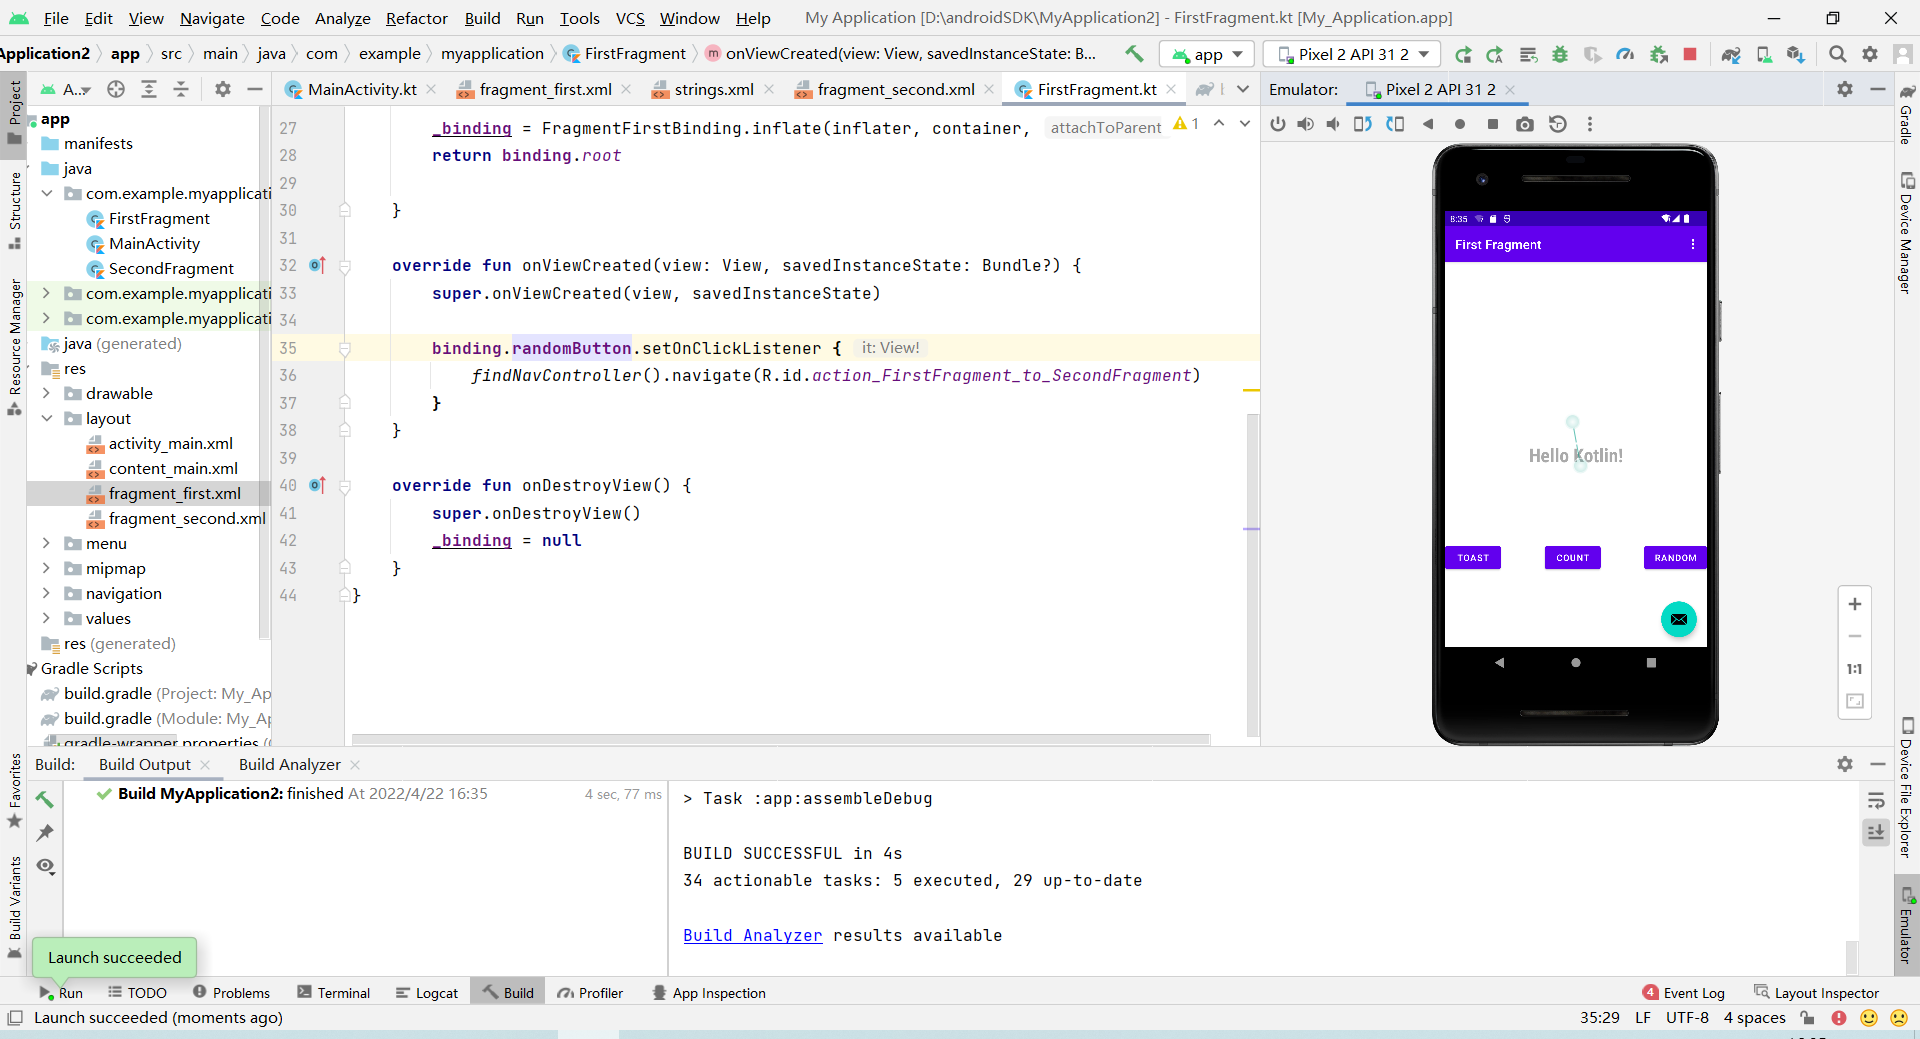 File Edit View Navigate Code Analyze Refactor Build Run Tools VCS Window Help My Application [D:\androidSDK\MyApplication2] - FirstFragment.kt [My_Application.app]
Application2 app src main java com example myapplication FirstFragment onViewCreated(view: View, savedInstanceState: B... app Pixel 2 API 31 2
A... MainActivity.kt fragment_first.xml strings.xml fragment_second.xml FirstFragment.kt Emulator: Pixel 2 API 31 2
Project
Structure
Resource Manager
Favorites
Build Variants
app
manifests
java
com.example.myapplicati
FirstFragment
MainActivity
SecondFragment
com.example.myapplicati
com.example.myapplicati
java (generated)
res
drawable
layout
activity_main.xml
content_main.xml
fragment_first.xml
fragment_second.xml
menu
mipmap
navigation
values
res (generated)
Gradle Scripts
build.gradle (Project: My_Ap
build.gradle (Module: My_Ap
gradle-wrapper.properties (
27 _binding = FragmentFirstBinding.inflate(inflater, container, attachToParent 1
28 return binding.root
29
30 }
31
32 override fun onViewCreated(view: View, savedInstanceState: Bundle?) {
33 super.onViewCreated(view, savedInstanceState)
34
35 binding.randomButton.setOnClickListener { it: View!
36 findNavController().navigate(R.id.action_FirstFragment_to_SecondFragment)
37 }
38 }
39
40 override fun onDestroyView() {
41 super.onDestroyView()
42 _binding = null
43 }
44 }
8:35
First Fragment
Hello Kotlin!
TOAST COUNT RANDOM
1:1
Gradle
Device Manager
Device File Explorer
Emulator
Build: Build Output Build Analyzer
Build MyApplication2: finished At 2022/4/22 16:35 4 sec, 77 ms
> Task :app:assembleDebug
BUILD SUCCESSFUL in 4s
34 actionable tasks: 5 executed, 29 up-to-date
Build Analyzer results available
Launch succeeded
Run TODO Problems Terminal Logcat Build Profiler App Inspection 4 Event Log Layout Inspector
Launch succeeded (moments ago) 35:29 LF UTF-8 4 spaces